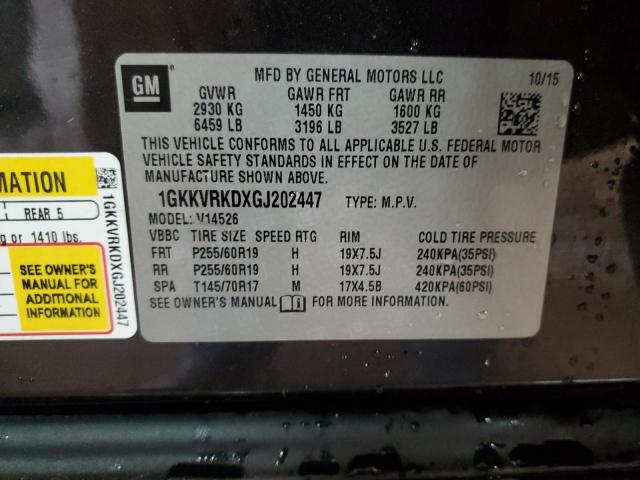 GM
MFD BY GENERAL MOTORS LLC 10/15
GVWR GAWR FRT GAWR RR
2930 KG 1450 KG 1600 KG
6459 LB 3196 LB 3527 LB
THIS VEHICLE CONFORMS TO ALL APPLICABLE U.S. FEDERAL MOTOR
VEHICLE SAFETY STANDARDS IN EFFECT ON THE DATE OF
MANUFACTURE SHOWN ABOVE.
1GKKVRKDXGJ202447 TYPE: M.P.V.
MODEL: V14526
VBBC TIRE SIZE SPEED RTG RIM COLD TIRE PRESSURE
FRT P255/60R19 H 19X7.5J 240KPA(35PSI)
RR P255/60R19 H 19X7.5J 240KPA(35PSI)
SPA T145/70R17 M 17X4.5B 420KPA(60PSI)
SEE OWNER'S MANUAL FOR MORE INFORMATION.
MATION
REAR 5
or 1410 lbs.
SEE OWNER'S
MANUAL FOR
ADDITIONAL
INFORMATION
1GKKVRKDXGJ202447